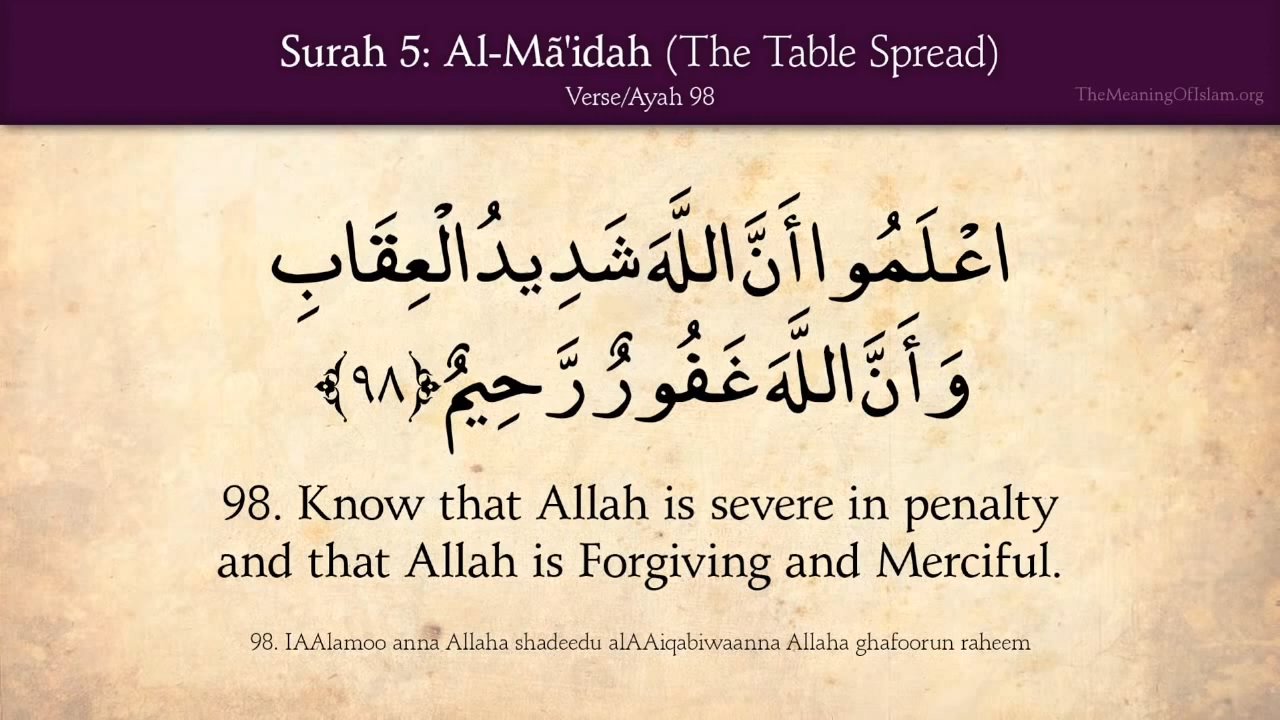 Surah 5: Al-Mã'idah (The Table Spread)
Verse/Ayah 98
TheMeaningOfIslam.org
اعْلَمُوا أَنَّ اللَّهَ شَدِيدُ الْعِقَابِ
وَأَنَّ اللَّهَ غَفُورٌ رَّحِيمٌ ﴿٩٨﴾
98. Know that Allah is severe in penalty
and that Allah is Forgiving and Merciful.
98. IAAlamoo anna Allaha shadeedu alAAiqabiwaanna Allaha ghafoorun raheem